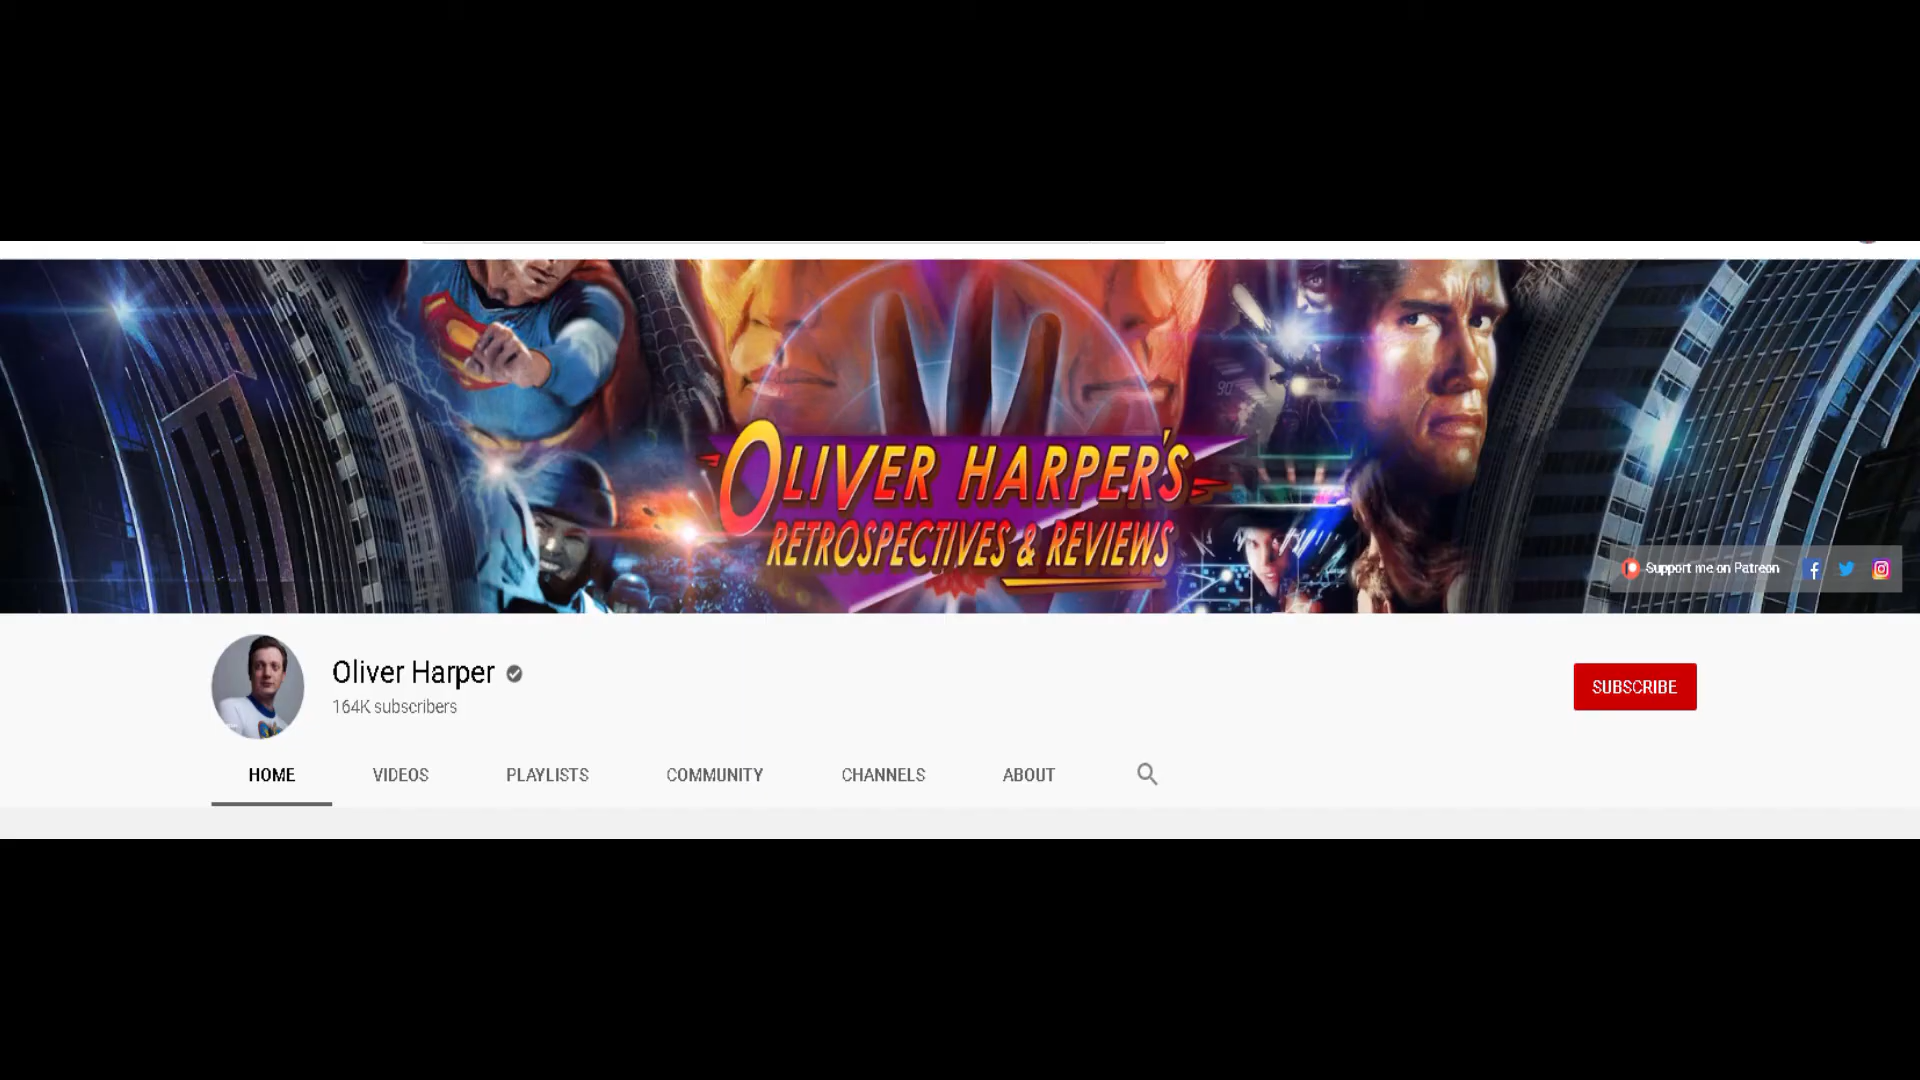 OLIVER HARPER'S
RETROSPECTIVES & REVIEWS
Support me on Patreon
Oliver Harper
164K subscribers
SUBSCRIBE
HOME VIDEOS PLAYLISTS COMMUNITY CHANNELS ABOUT